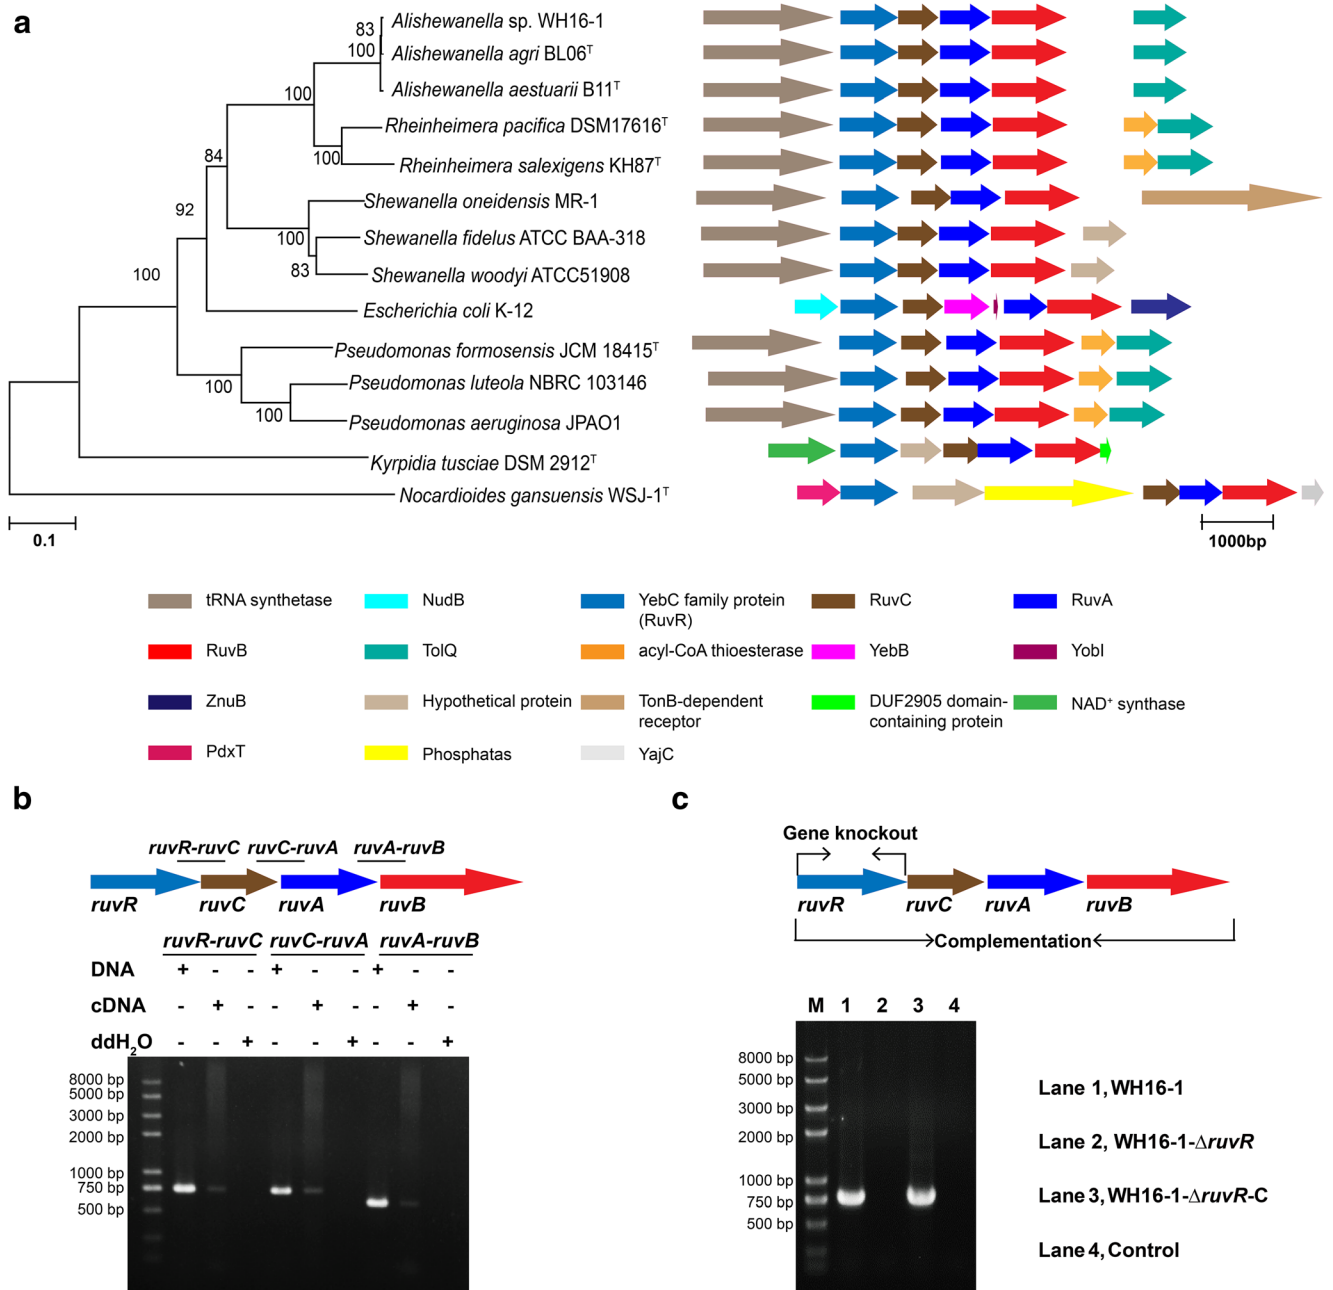 a
Alishewanella sp. WH16-1
83
100
Alishewanella agri BL06T
Alishewanella aestuarii B11T
100
Rheinheimera pacifica DSM17616T
100
Rheinheimera salexigens KH87T
84
Shewanella oneidensis MR-1
92
100
Shewanella fidelus ATCC BAA-318
83
Shewanella woodyi ATCC51908
100
Escherichia coli K-12
Pseudomonas formosensis JCM 18415T
100
Pseudomonas luteola NBRC 103146
100
Pseudomonas aeruginosa JPAO1
Kyrpidia tusciae DSM 2912T
Nocardioides gansuensis WSJ-1T
0.1
1000bp
tRNA synthetase
NudB
YebC family protein
(RuvR)
RuvC
RuvA
RuvB
TolQ
acyl-CoA thioesterase
YebB
YobI
ZnuB
Hypothetical protein
TonB-dependent
receptor
DUF2905 domain-
containing protein
NAD+ synthase
PdxT
Phosphatas
YajC
b
ruvR-ruvC ruvC-ruvA ruvA-ruvB
ruvR ruvC ruvA ruvB
ruvR-ruvC ruvC-ruvA ruvA-ruvB
DNA + - - + - - + - -
cDNA - + - - + - - + -
ddH2O - - + - - + - - +
8000 bp
5000 bp
3000 bp
2000 bp
1000 bp
750 bp
500 bp
c
Gene knockout
ruvR ruvC ruvA ruvB
Complementation
M 1 2 3 4
8000 bp
5000 bp
3000 bp
2000 bp
1000 bp
750 bp
500 bp
Lane 1, WH16-1
Lane 2, WH16-1-ΔruvR
Lane 3, WH16-1-ΔruvR-C
Lane 4, Control